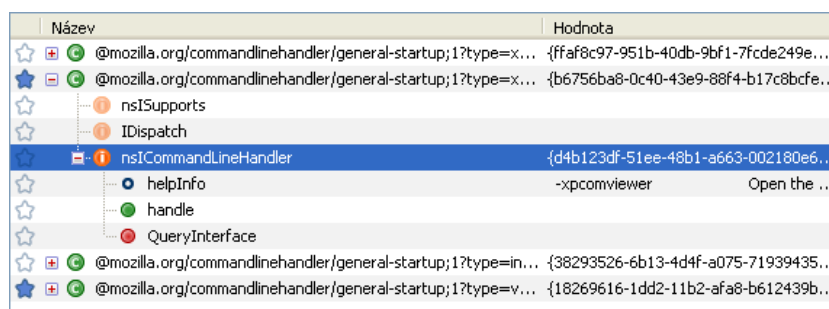 Název Hodnota
@mozilla.org/commandlinehandler/general-startup;1?type=x... {ffaf8c97-951b-40db-9bf1-7fcde249e...
@mozilla.org/commandlinehandler/general-startup;1?type=x... {b6756ba8-0c40-43e9-88f4-b17c8bcfe...
nsISupports
IDispatch
nsICommandLineHandler {d4b123df-51ee-48b1-a663-002180e6...
helpInfo -xpcomviewer Open the ...
handle
QueryInterface
@mozilla.org/commandlinehandler/general-startup;1?type=in... {38293526-6b13-4d4f-a075-71939435...
@mozilla.org/commandlinehandler/general-startup;1?type=v... {18269616-1dd2-11b2-afa8-b612439b...